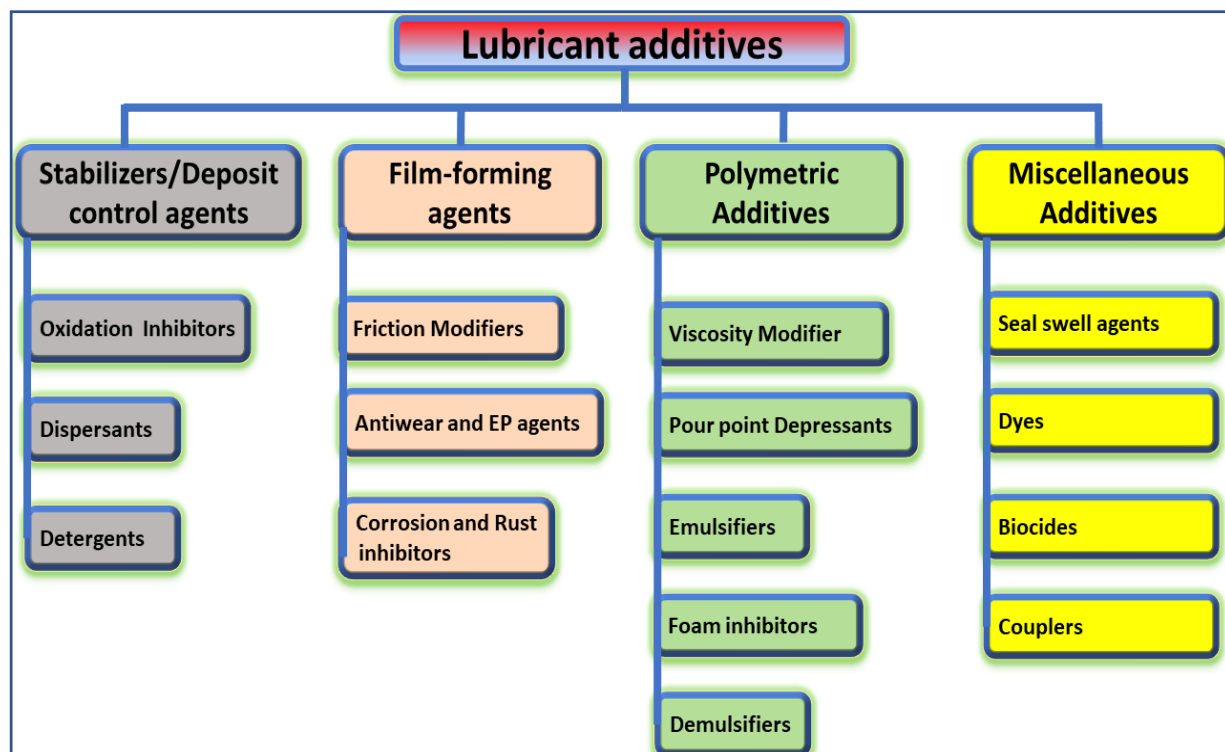 Lubricant additives
Stabilizers/Deposit
control agents
Oxidation Inhibitors
Dispersants
Detergents
Film-forming
agents
Friction Modifiers
Antiwear and EP agents
Corrosion and Rust
inhibitors
Polymetric
Additives
Viscosity Modifier
Pour point Depressants
Emulsifiers
Foam inhibitors
Demulsifiers
Miscellaneous
Additives
Seal swell agents
Dyes
Biocides
Couplers